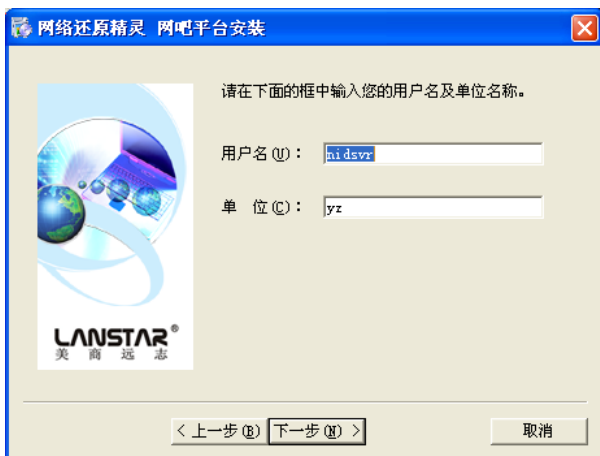 网络还原精灵 网吧平台安装
请在下面的框中输入您的用户名及单位名称。
用户名(U)： nidsvr
单 位(C)： yz
LANSTAR®
美商远志
< 上一步(B) 下一步(N) > 取消